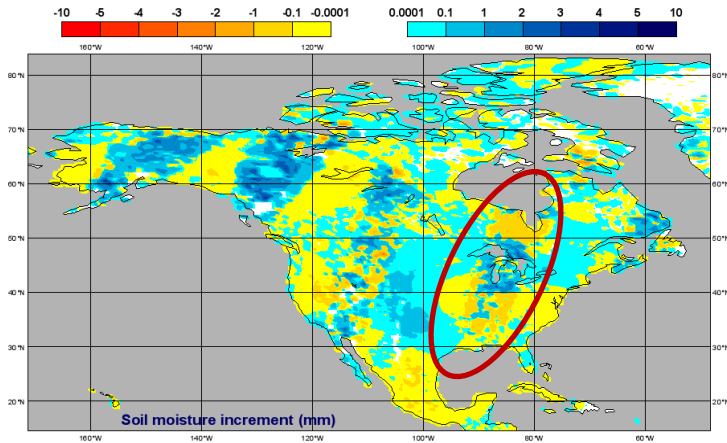 -10 -5 -4 -3 -2 -1 -0.1 -0.0001 0.0001 0.1 1 2 3 4 5 10
160°W 140°W 120°W 100°W 80°W 60°W
80°N 80°N
70°N 70°N
60°N 60°N
50°N 50°N
40°N 40°N
30°N 30°N
20°N 20°N
Soil moisture increment (mm)
160°W 140°W 120°W 100°W 80°W 60°W